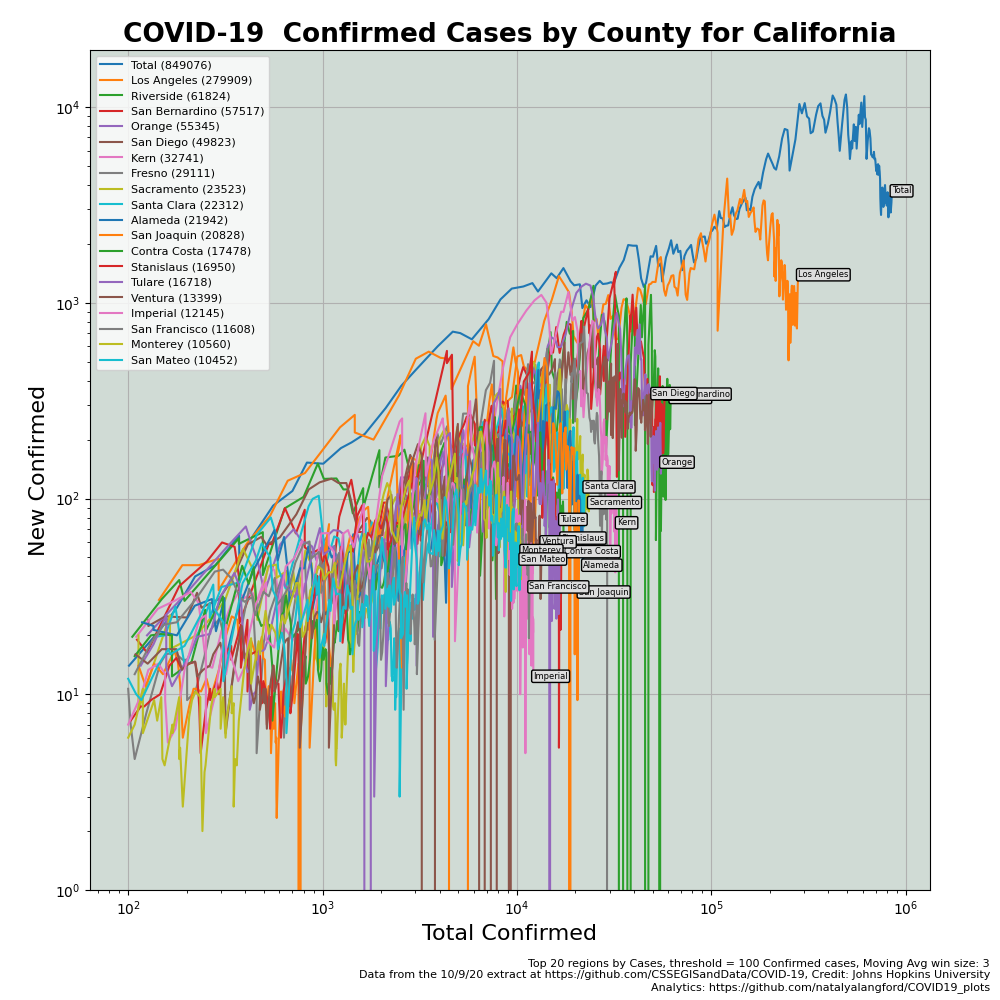 COVID-19  Confirmed Cases by County for California
Total (849076)
Los Angeles (279909)
Riverside (61824)
San Bernardino (57517)
Orange (55345)
San Diego (49823)
Kern (32741)
Fresno (29111)
Sacramento (23523)
Santa Clara (22312)
Alameda (21942)
San Joaquin (20828)
Contra Costa (17478)
Stanislaus (16950)
Tulare (16718)
Ventura (13399)
Imperial (12145)
San Francisco (11608)
Monterey (10560)
San Mateo (10452)
10^4
10^3
10^2
10^1
10^0
New Confirmed
Total
Los Angeles
San Diego
Orange
Santa Clara
Sacramento
Tulare
Kern
Ventura
Monterey
San Mateo
Alameda
San Francisco
Imperial
10^2 10^3 10^4 10^5 10^6
Total Confirmed
Top 20 regions by Cases, threshold = 100 Confirmed cases, Moving Avg win size: 3
Data from the 10/9/20 extract at https://github.com/CSSEGISandData/COVID-19, Credit: Johns Hopkins University
Analytics: https://github.com/natalyalangford/COVID19_plots